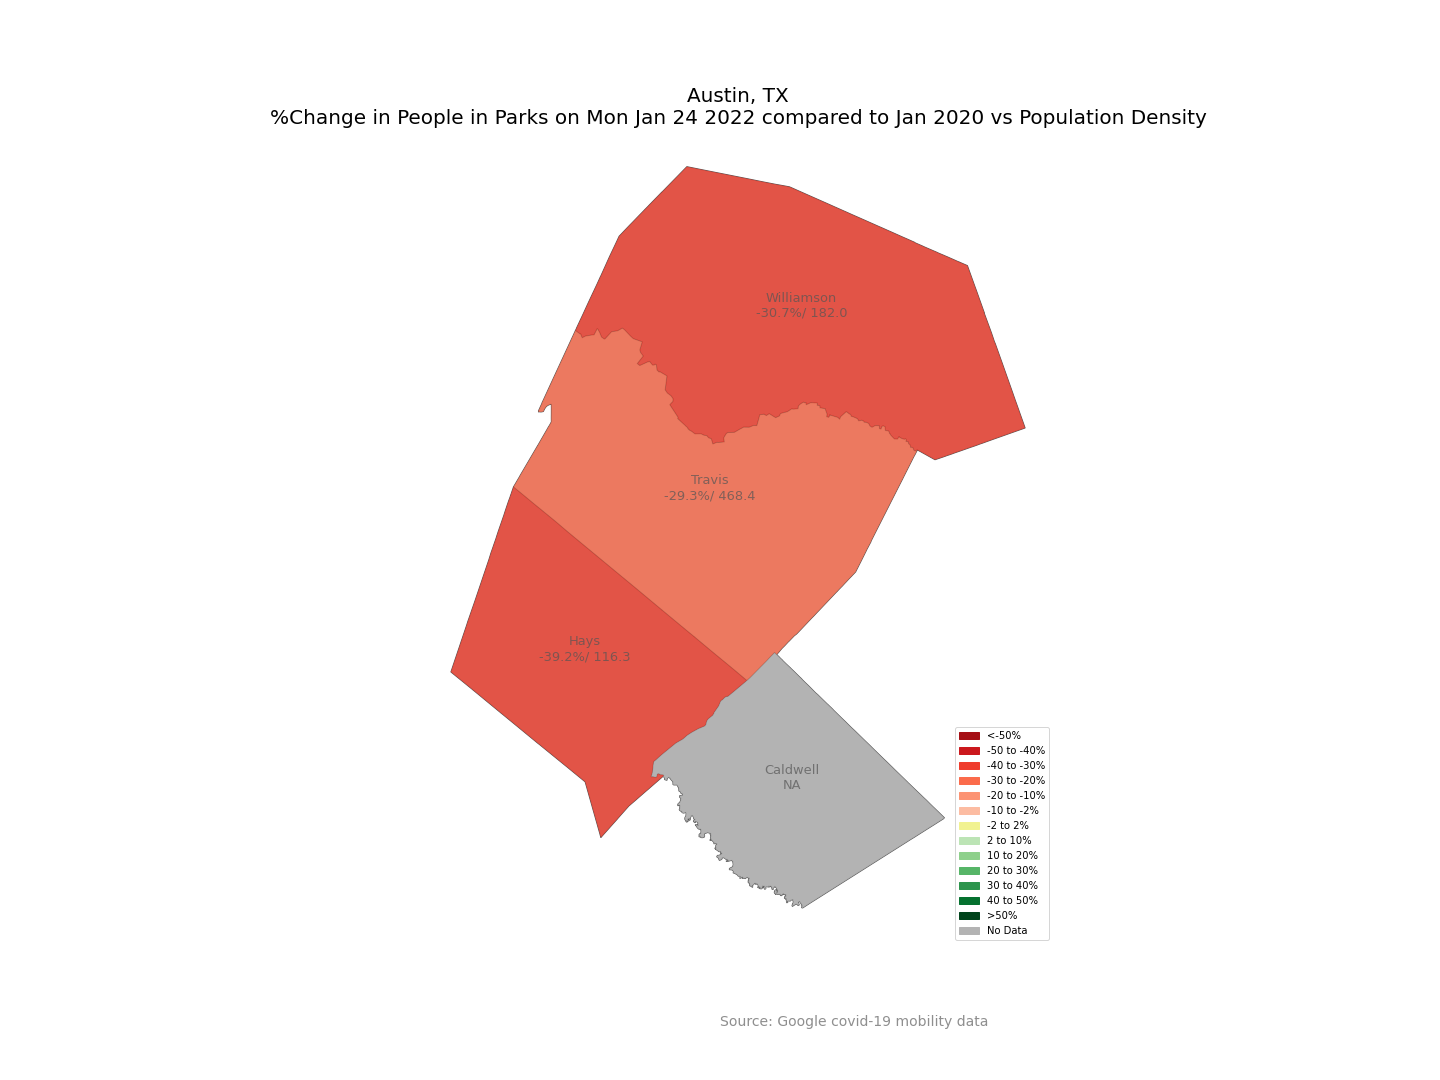 Austin, TX
%Change in People in Parks on Mon Jan 24 2022 compared to Jan 2020 vs Population Density
Williamson
-30.7%/ 182.0
Travis
-29.3%/ 468.4
Hays
-39.2%/ 116.3
Caldwell
NA
<-50%
-50 to -40%
-40 to -30%
-30 to -20%
-20 to -10%
-10 to -2%
-2 to 2%
2 to 10%
10 to 20%
20 to 30%
30 to 40%
40 to 50%
>50%
No Data
Source: Google covid-19 mobility data